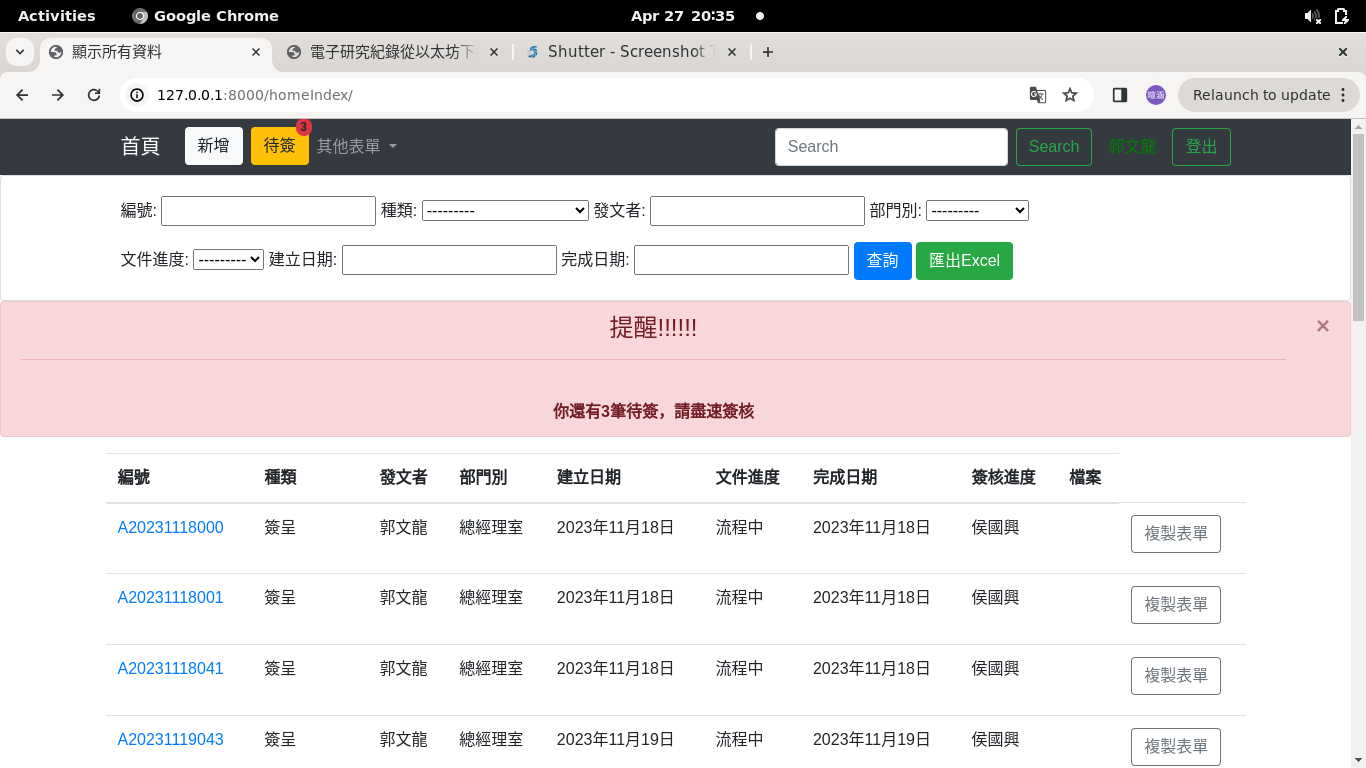 Activities Google Chrome Apr 27 20:35
顯示所有資料 電子研究紀錄從以太坊下 Shutter - Screenshot
127.0.0.1:8000/homeIndex/ 暄涵 Relaunch to update
首頁 新增 待簽 3 其他表單 Search Search 郭文龍 登出
編號: 種類: --------- 發文者: 部門別: ---------
文件進度: --------- 建立日期: 完成日期: 查詢 匯出Excel
提醒!!!!!! ×
你還有3筆待簽，請盡速簽核
編號 種類 發文者 部門別 建立日期 文件進度 完成日期 簽核進度 檔案
A20231118000 簽呈 郭文龍 總經理室 2023年11月18日 流程中 2023年11月18日 侯國興 複製表單
A20231118001 簽呈 郭文龍 總經理室 2023年11月18日 流程中 2023年11月18日 侯國興 複製表單
A20231118041 簽呈 郭文龍 總經理室 2023年11月18日 流程中 2023年11月18日 侯國興 複製表單
A20231119043 簽呈 郭文龍 總經理室 2023年11月19日 流程中 2023年11月19日 侯國興 複製表單